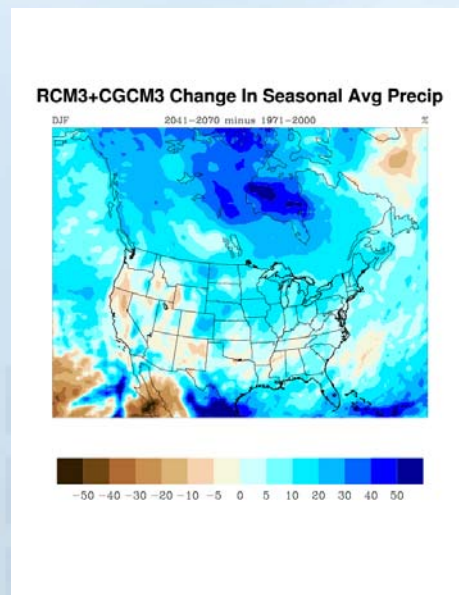 RCM3+CGCM3 Change In Seasonal Avg Precip
DJF 2041-2070 minus 1971-2000 %
-50 -40 -30 -20 -10 -5 0 5 10 20 30 40 50